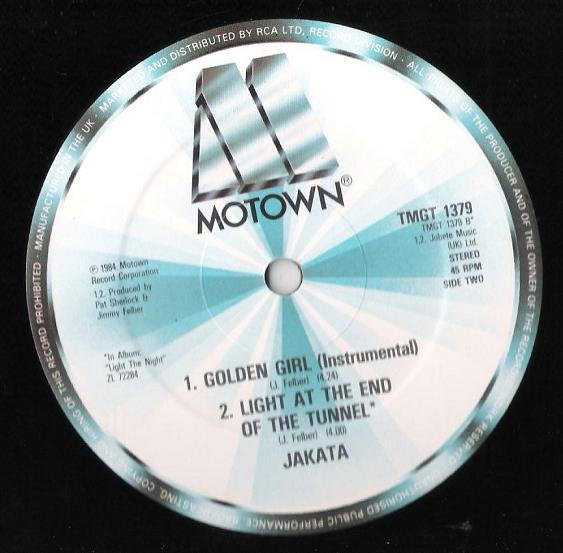 MANUFACTURED IN THE UK · MARKETED AND DISTRIBUTED BY RCA LTD, RECORD DIVISION · ALL RIGHTS OF THE PRODUCER AND OF THE OWNER OF THE RECORDED WORK RESERVED. UNAUTHORISED PUBLIC PERFORMANCE, BROADCASTING, COPYING, HIRING OF THIS RECORD PROHIBITED ·
MOTOWN®
TMGT 1379
TMGT 1379 B*
1,2. Jobete Music
(UK) Ltd.
STEREO
45 RPM
SIDE TWO
℗ 1984 Motown
Record Corporation
1,2. Produced by
Pat Sherlock &
Jimmy Felber
*In Album:
"Light The Night"
ZL 72284
1. GOLDEN GIRL (Instrumental)
(J. Felber) (4.24)
2. LIGHT AT THE END
OF THE TUNNEL*
(J. Felber) (4.00)
JAKATA